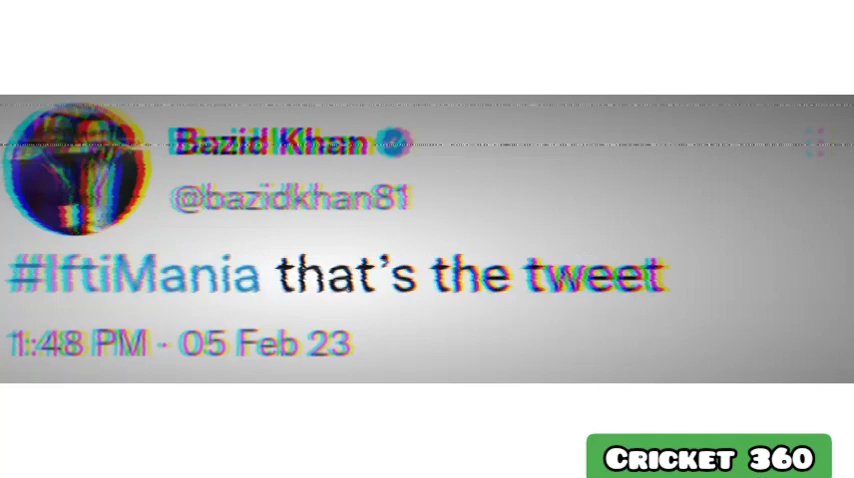 Bazid Khan
@bazidkhan81
#IftiMania that's the tweet
1:48 PM · 05 Feb 23
CRICKET 360